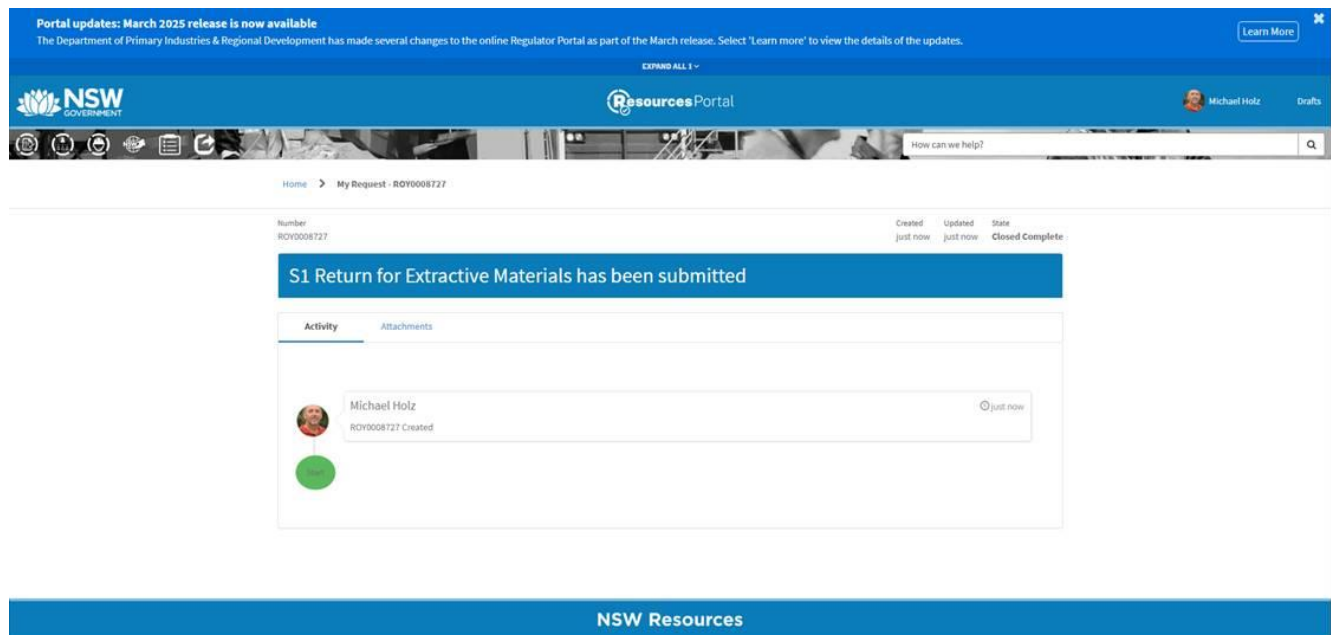 Portal updates: March 2025 release is now available
The Department of Primary Industries & Regional Development has made several changes to the online Regulator Portal as part of the March release. Select 'Learn more' to view the details of the updates.
Learn More
EXPAND ALL 1
NSW
GOVERNMENT
Resources Portal
Michael Holz
Drafts
How can we help?
Home > My Request - ROY0008727
Number
ROY0008727
Created
just now
Updated
just now
State
Closed Complete
S1 Return for Extractive Materials has been submitted
Activity
Attachments
Michael Holz
just now
ROY0008727 Created
Start
NSW Resources